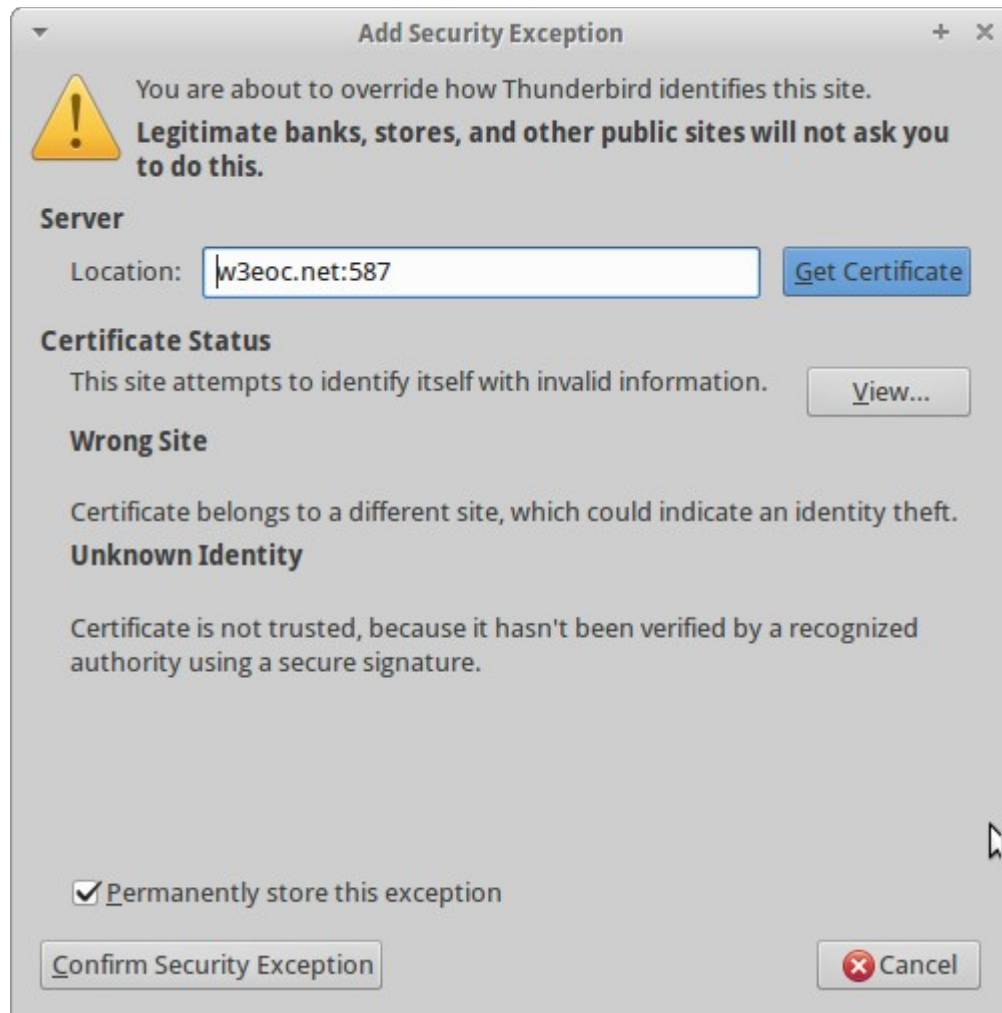 Add Security Exception
You are about to override how Thunderbird identifies this site.
Legitimate banks, stores, and other public sites will not ask you
to do this.
Server
Location: w3eoc.net:587 Get Certificate
Certificate Status
This site attempts to identify itself with invalid information. View...
Wrong Site
Certificate belongs to a different site, which could indicate an identity theft.
Unknown Identity
Certificate is not trusted, because it hasn't been verified by a recognized
authority using a secure signature.
Permanently store this exception
Confirm Security Exception Cancel